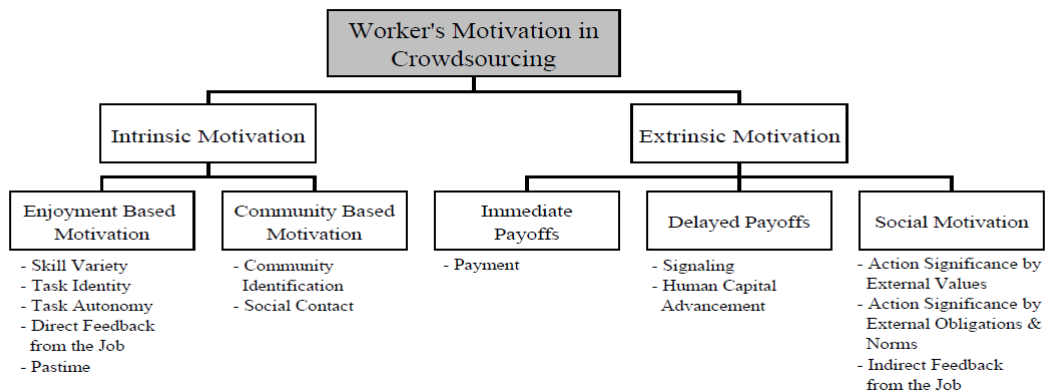 Worker's Motivation in
Crowdsourcing
Intrinsic Motivation
Extrinsic Motivation
Enjoyment Based
Motivation
- Skill Variety
- Task Identity
- Task Autonomy
- Direct Feedback
from the Job
- Pastime
Community Based
Motivation
- Community
Identification
- Social Contact
Immediate
Payoffs
- Payment
Delayed Payoffs
- Signaling
- Human Capital
Advancement
Social Motivation
- Action Significance by
External Values
- Action Significance by
External Obligations &
Norms
- Indirect Feedback
from the Job